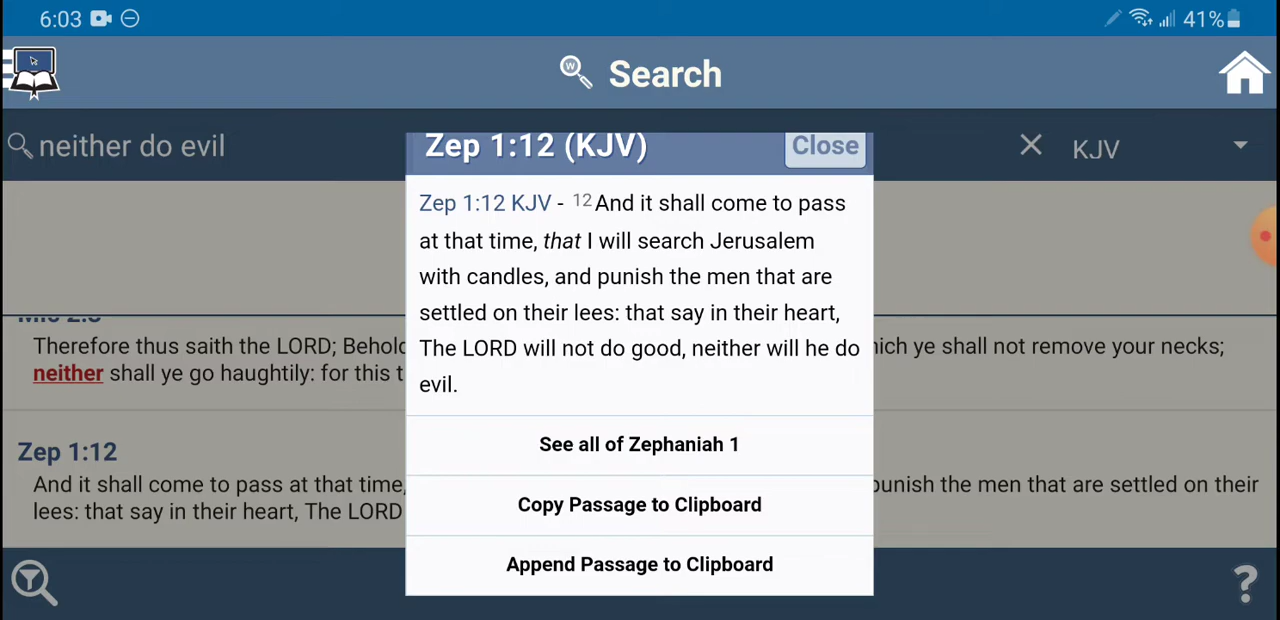 6:03 41%
Search
neither do evil KJV
Zep 1:12 (KJV) Close
Zep 1:12 KJV - 12 And it shall come to pass
at that time, that I will search Jerusalem
with candles, and punish the men that are
settled on their lees: that say in their heart,
The LORD will not do good, neither will he do
evil.
See all of Zephaniah 1
Copy Passage to Clipboard
Append Passage to Clipboard
Therefore thus saith the LORD; hich ye shall not remove your necks;
neither shall ye go haughtily: for this
Zep 1:12
And it shall come to pass at that time, punish the men that are settled on their
lees: that say in their heart, The LORD
?